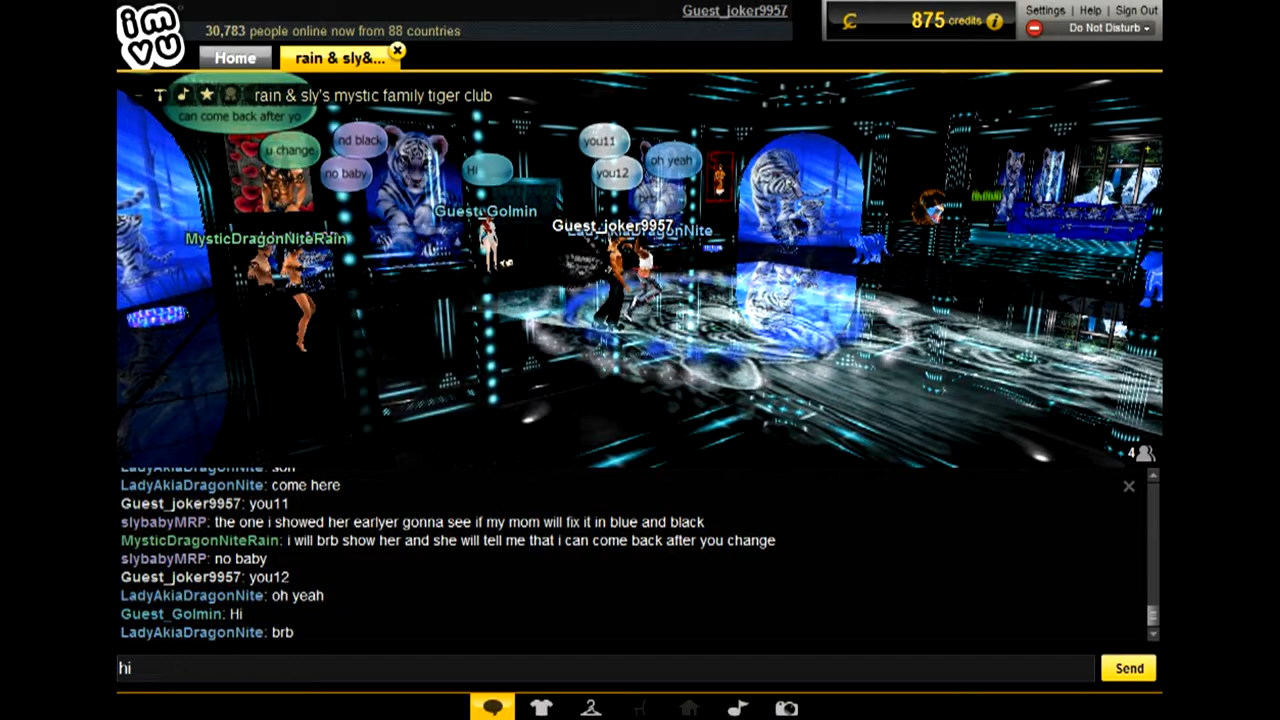 imvu
Guest_joker9957
30,783 people online now from 88 countries
875 credits
Settings | Help | Sign Out
Do Not Disturb
Home
rain & sly&...
rain & sly's mystic family tiger club
can come back after yo
u change
nd black
no baby
Hi
you11
you12
oh yeah
brb
Guest_Golmin
Guest_joker9957
LadyAkiaDragonNite
MysticDragonNiteRain
4
LadyAkiaDragonNite: son
LadyAkiaDragonNite: come here
Guest_joker9957: you11
slybabyMRP: the one i showed her earlyer gonna see if my mom will fix it in blue and black
MysticDragonNiteRain: i will brb show her and she will tell me that i can come back after you change
slybabyMRP: no baby
Guest_joker9957: you12
LadyAkiaDragonNite: oh yeah
Guest_Golmin: Hi
LadyAkiaDragonNite: brb
hi
Send